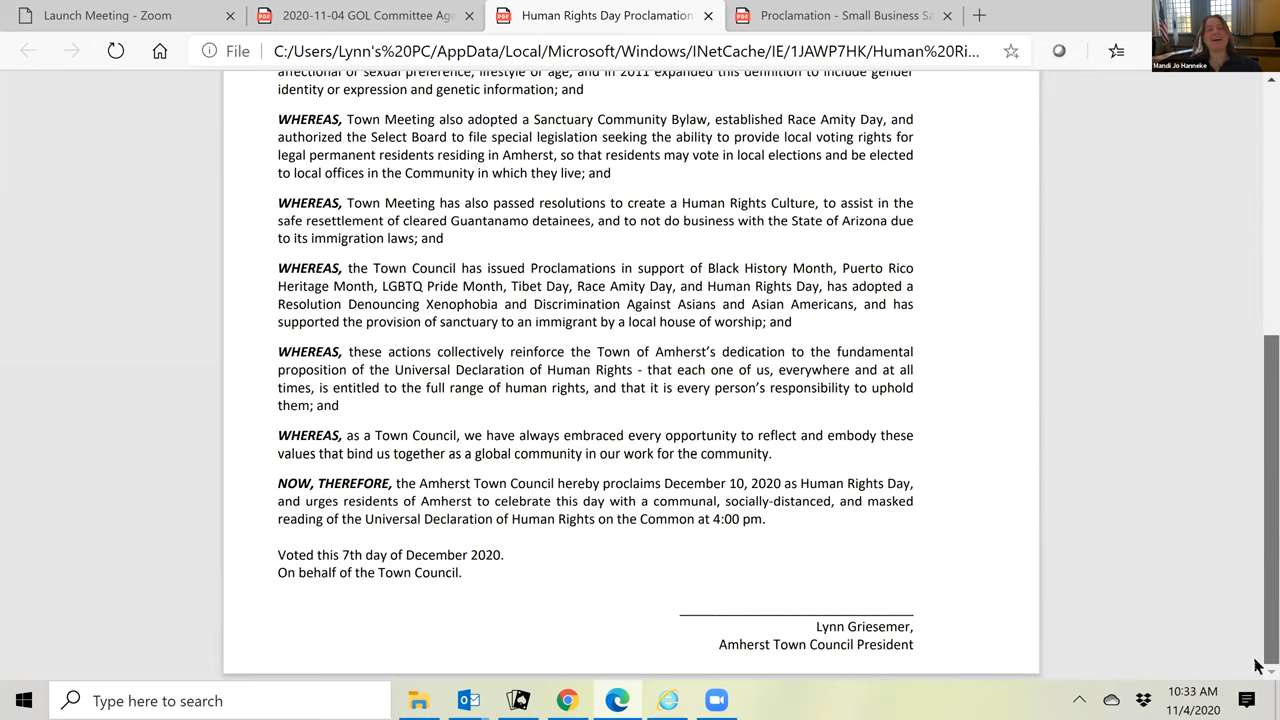 Launch Meeting - Zoom
2020-11-04 GOL Committee Age
Human Rights Day Proclamation
Proclamation - Small Business Sa
File C:/Users/Lynn's%20PC/AppData/Local/Microsoft/Windows/INetCache/IE/1JAWP7HK/Human%20Ri...
Mandi Jo Hanneke
affectional or sexual preference, lifestyle or age, and in 2011 expanded this definition to include gender
identity or expression and genetic information; and
WHEREAS, Town Meeting also adopted a Sanctuary Community Bylaw, established Race Amity Day, and
authorized the Select Board to file special legislation seeking the ability to provide local voting rights for
legal permanent residents residing in Amherst, so that residents may vote in local elections and be elected
to local offices in the Community in which they live; and
WHEREAS, Town Meeting has also passed resolutions to create a Human Rights Culture, to assist in the
safe resettlement of cleared Guantanamo detainees, and to not do business with the State of Arizona due
to its immigration laws; and
WHEREAS, the Town Council has issued Proclamations in support of Black History Month, Puerto Rico
Heritage Month, LGBTQ Pride Month, Tibet Day, Race Amity Day, and Human Rights Day, has adopted a
Resolution Denouncing Xenophobia and Discrimination Against Asians and Asian Americans, and has
supported the provision of sanctuary to an immigrant by a local house of worship; and
WHEREAS, these actions collectively reinforce the Town of Amherst's dedication to the fundamental
proposition of the Universal Declaration of Human Rights - that each one of us, everywhere and at all
times, is entitled to the full range of human rights, and that it is every person's responsibility to uphold
them; and
WHEREAS, as a Town Council, we have always embraced every opportunity to reflect and embody these
values that bind us together as a global community in our work for the community.
NOW, THEREFORE, the Amherst Town Council hereby proclaims December 10, 2020 as Human Rights Day,
and urges residents of Amherst to celebrate this day with a communal, socially-distanced, and masked
reading of the Universal Declaration of Human Rights on the Common at 4:00 pm.
Voted this 7th day of December 2020.
On behalf of the Town Council.
Lynn Griesemer,
Amherst Town Council President
Type here to search
10:33 AM
11/4/2020